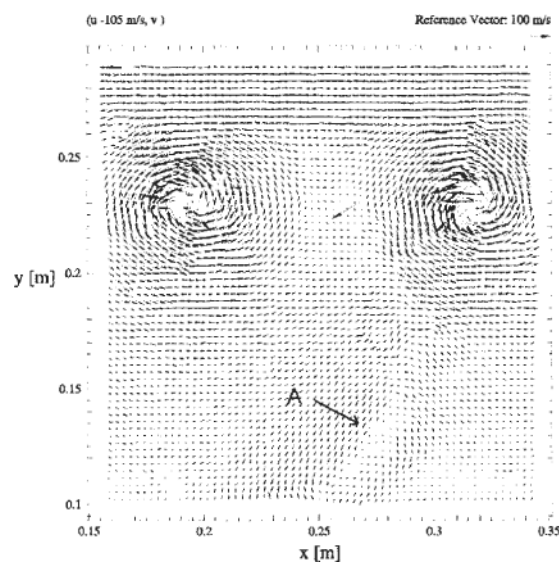 (u -105 m/s, v ) Reference Vector: 100 m/s
0.25
0.2
y [m]
0.15
A
0.1
0.15 0.2 0.25 0.3 0.35
x [m]